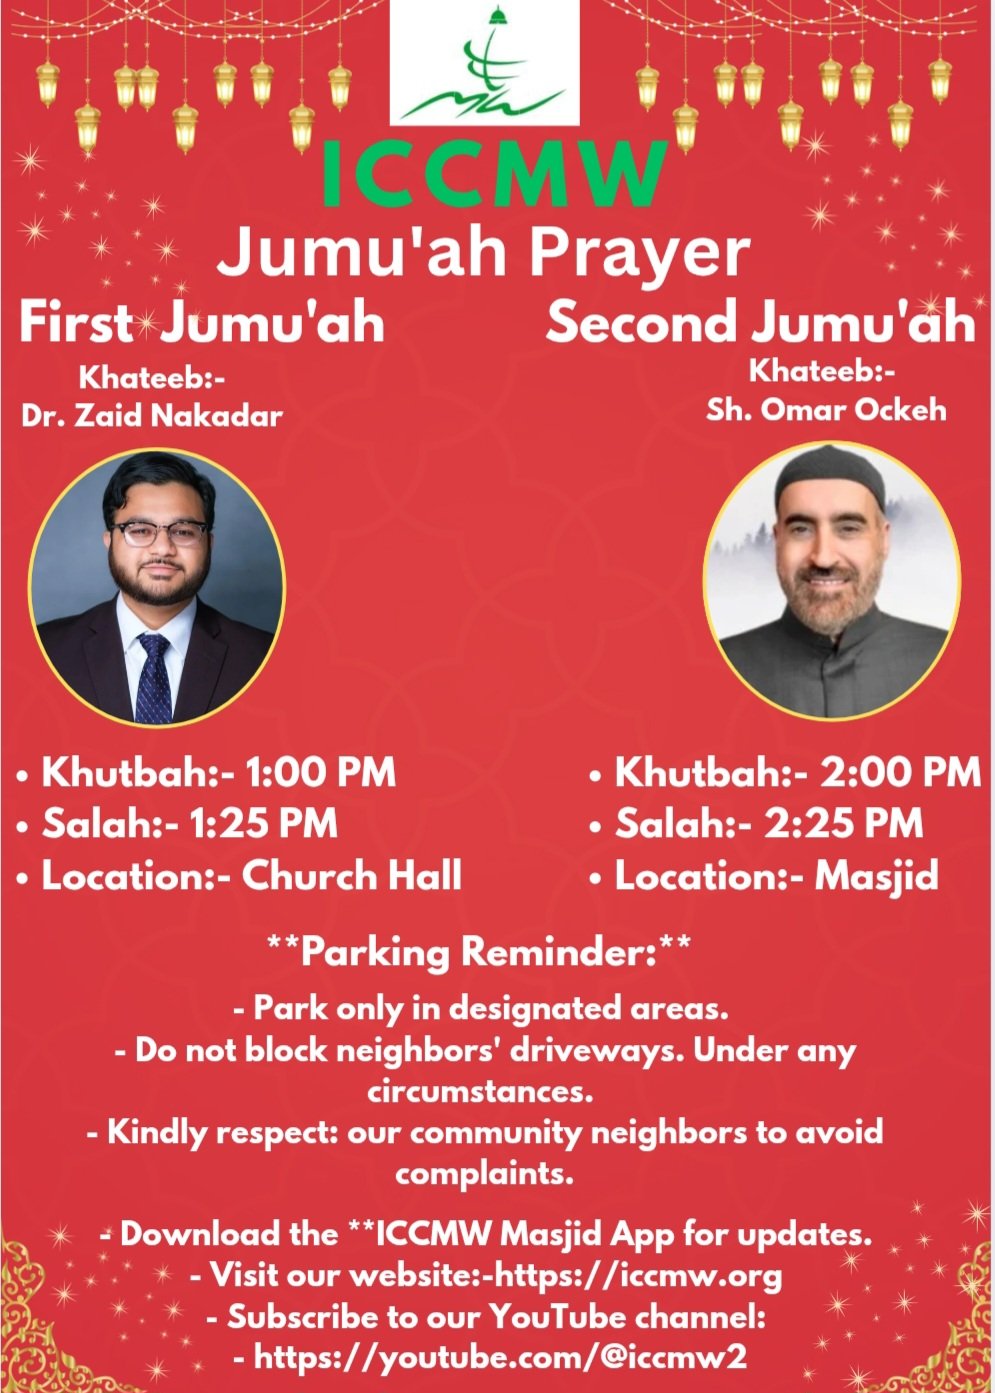 MW
ICCMW
Jumu'ah Prayer
First Jumu'ah
Khateeb:-
Dr. Zaid Nakadar
Second Jumu'ah
Khateeb:-
Sh. Omar Ockeh
• Khutbah:- 1:00 PM
• Salah:- 1:25 PM
• Location:- Church Hall
• Khutbah:- 2:00 PM
• Salah:- 2:25 PM
• Location:- Masjid
**Parking Reminder:**
- Park only in designated areas.
- Do not block neighbors' driveways. Under any
circumstances.
- Kindly respect: our community neighbors to avoid
complaints.
- Download the **ICCMW Masjid App for updates.
- Visit our website:-https://iccmw.org
- Subscribe to our YouTube channel:
- https://youtube.com/@iccmw2